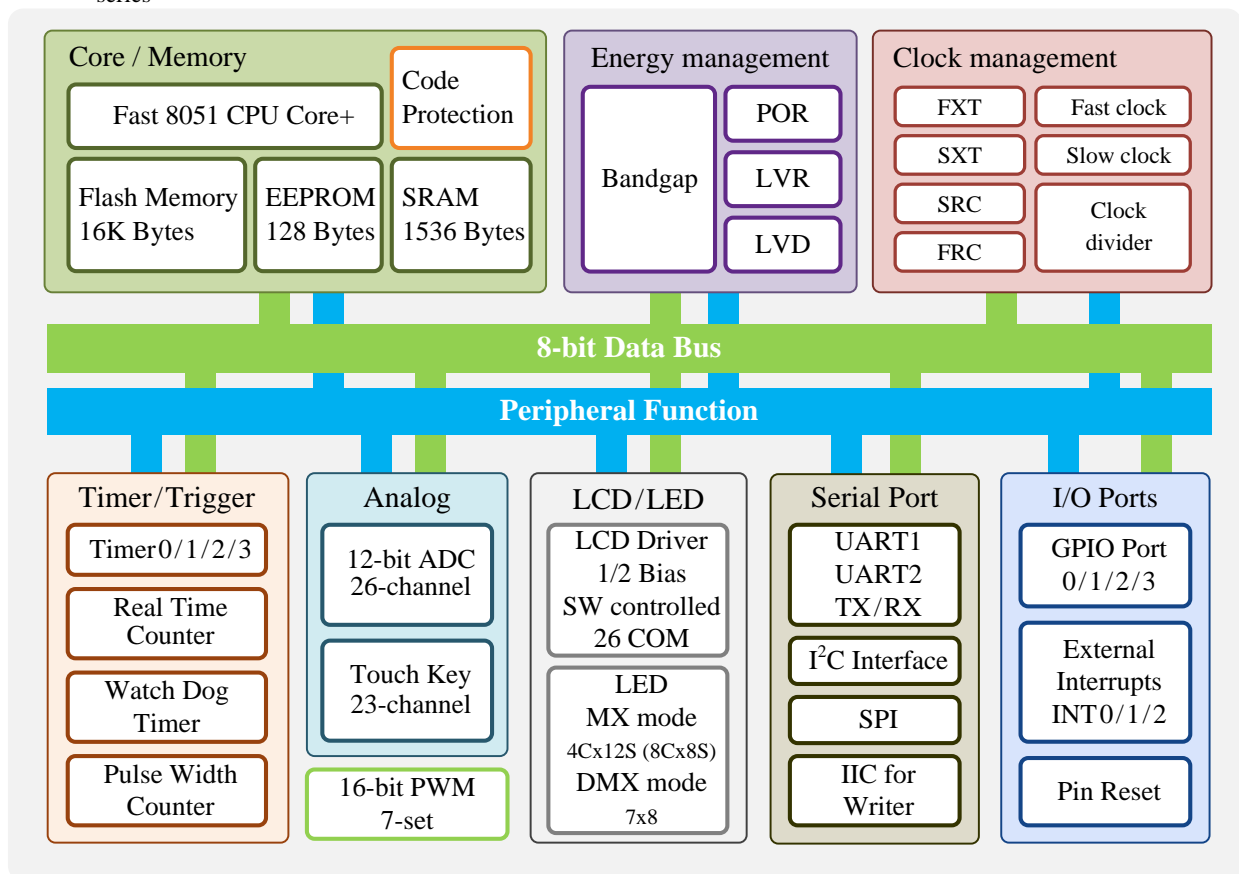 series
Core / Memory
Fast 8051 CPU Core+
Code
Protection
Flash Memory
16K Bytes
EEPROM
128 Bytes
SRAM
1536 Bytes
Energy management
Bandgap
POR
LVR
LVD
Clock management
FXT
SXT
SRC
FRC
Fast clock
Slow clock
Clock
divider
8-bit Data Bus
Peripheral Function
Timer/Trigger
Timer0/1/2/3
Real Time
Counter
Watch Dog
Timer
Pulse Width
Counter
Analog
12-bit ADC
26-channel
Touch Key
23-channel
16-bit PWM
7-set
LCD/LED
LCD Driver
1/2 Bias
SW controlled
26 COM
LED
MX mode
4Cx12S (8Cx8S)
DMX mode
7x8
Serial Port
UART1
UART2
TX/RX
I²C Interface
SPI
IIC for
Writer
I/O Ports
GPIO Port
0/1/2/3
External
Interrupts
INT0/1/2
Pin Reset